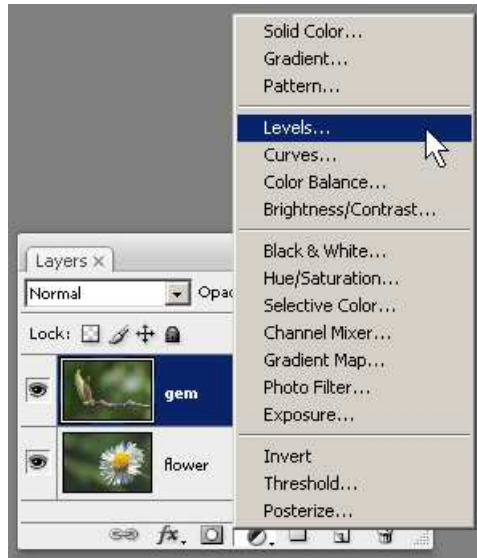 Solid Color...
Gradient...
Pattern...
Levels...
Curves...
Color Balance...
Brightness/Contrast...
Black & White...
Hue/Saturation...
Selective Color...
Channel Mixer...
Gradient Map...
Photo Filter...
Exposure...
Invert
Threshold...
Posterize...
Layers ×
Normal Opac
Lock:
gem
flower
fx.